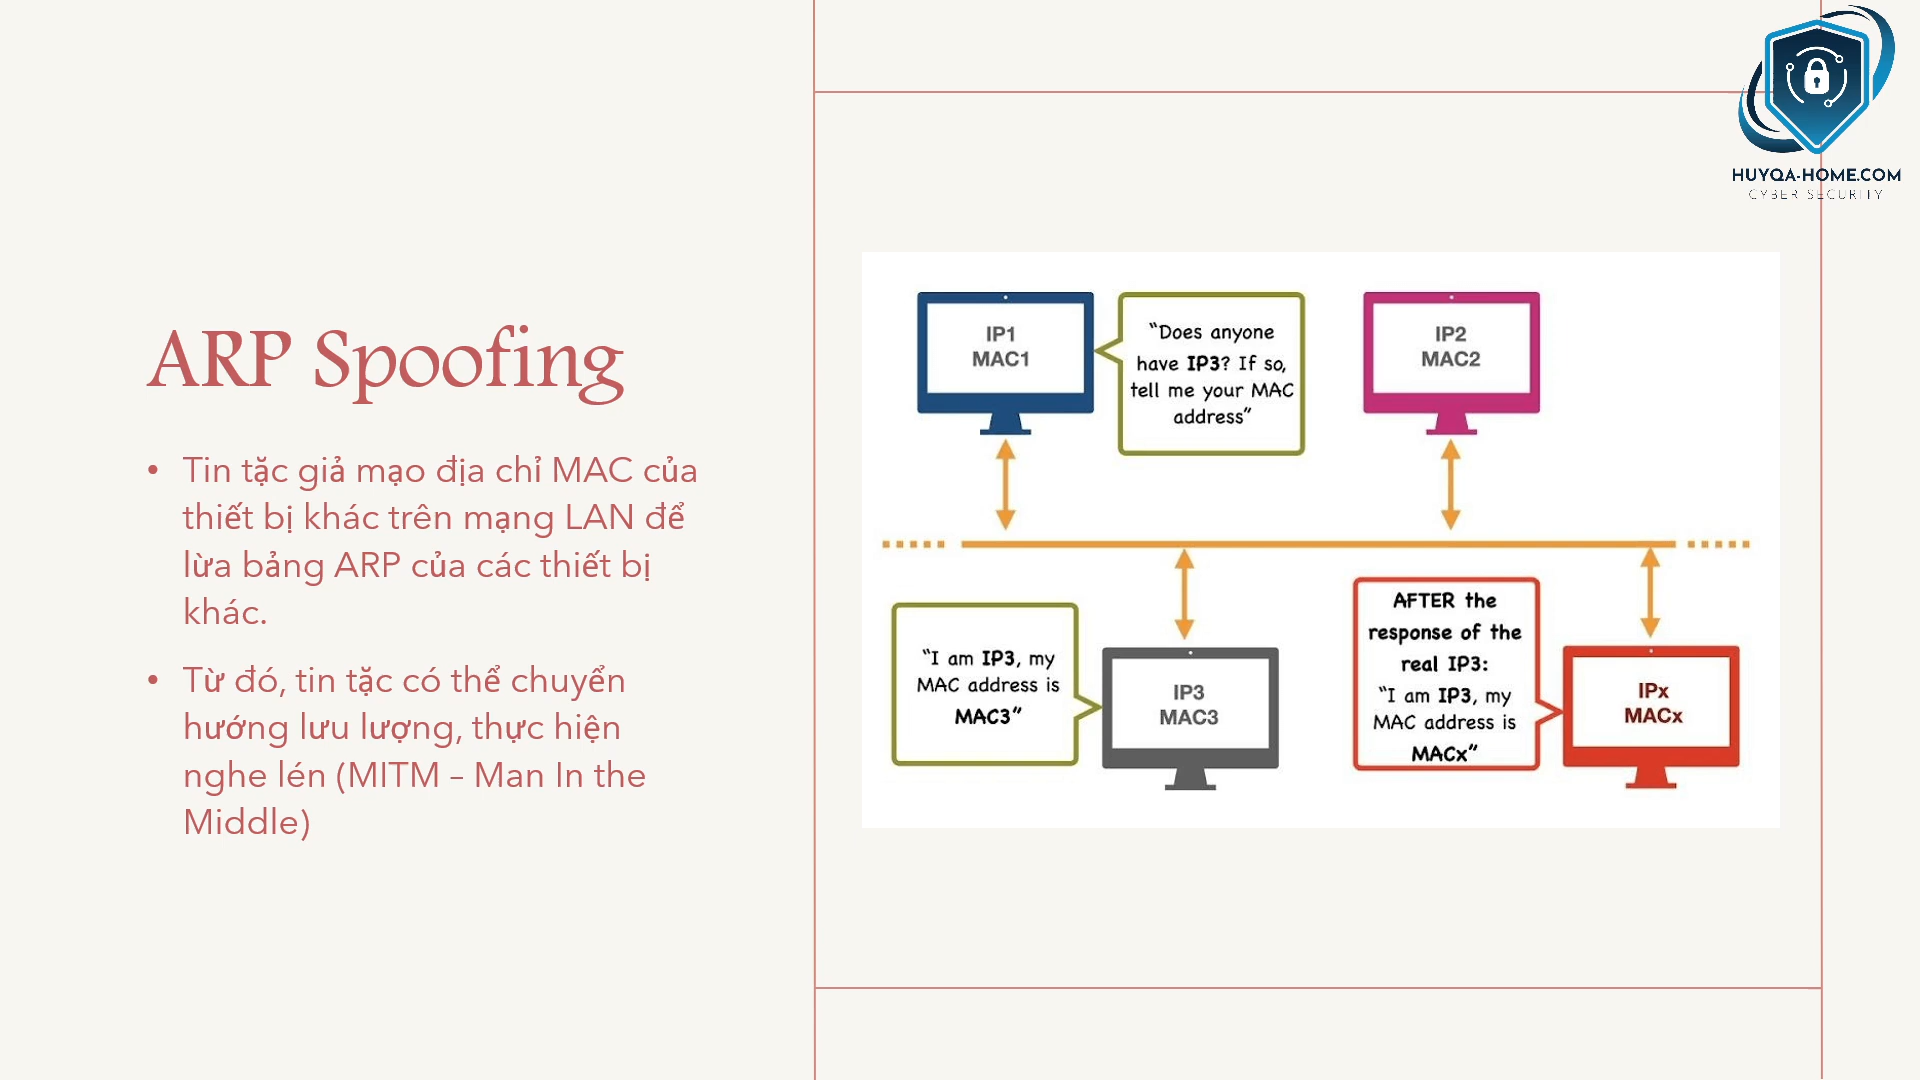 HUYQA-HOME.COM
CYBER SECURITY
ARP Spoofing
• Tin tặc giả mạo địa chỉ MAC của
thiết bị khác trên mạng LAN để
lừa bảng ARP của các thiết bị
khác.
• Từ đó, tin tặc có thể chuyển
hướng lưu lượng, thực hiện
nghe lén (MITM – Man In the
Middle)
IP1
MAC1
“Does anyone
have IP3? If so,
tell me your MAC
address”
IP2
MAC2
“I am IP3, my
MAC address is
MAC3”
IP3
MAC3
AFTER the
response of the
real IP3:
“I am IP3, my
MAC address is
MACx”
IPx
MACx